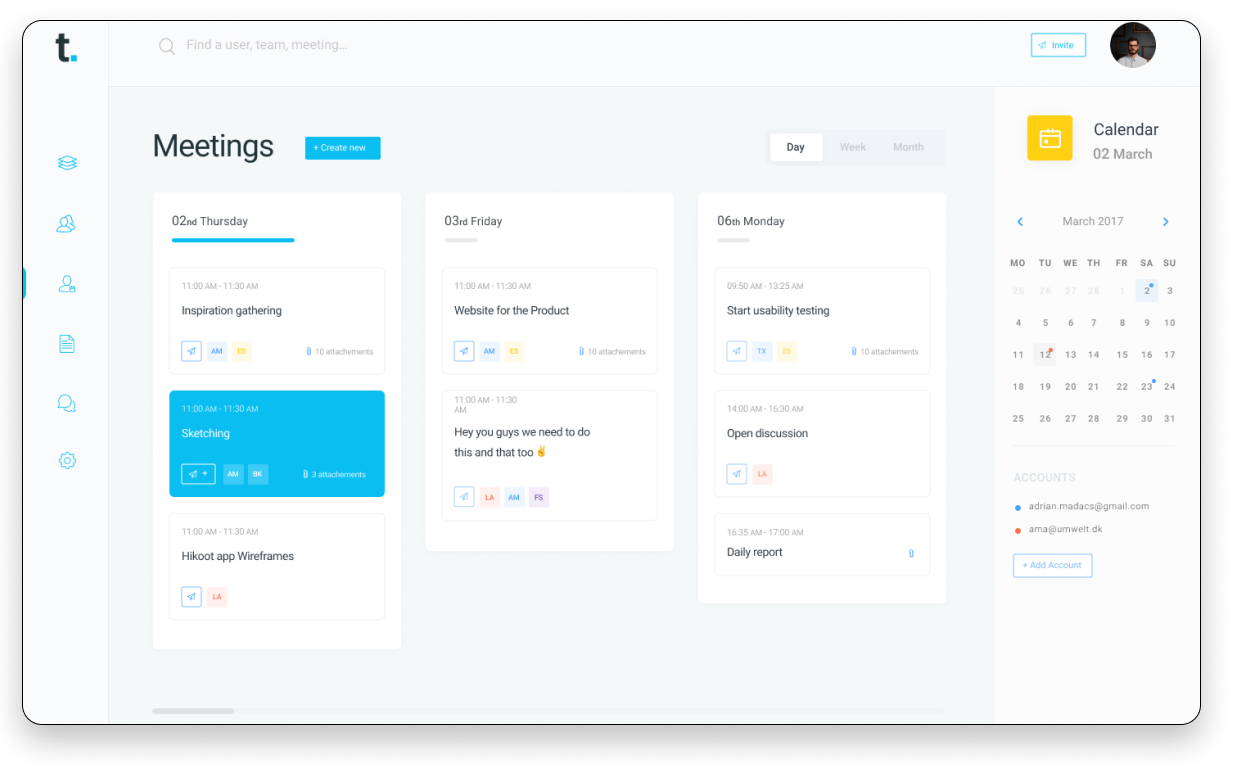 t.
Find a user, team, meeting...
Invite
Meetings
+ Create new
Day Week Month
02nd Thursday
11:00 AM - 11:30 AM
Inspiration gathering
AM ES 10 attachements
11:00 AM - 11:30 AM
Sketching
+ AM BK 3 attachements
11:00 AM - 11:30 AM
Hikoot app Wireframes
LA
03rd Friday
11:00 AM - 11:30 AM
Website for the Product
AM ES 10 attachements
11:00 AM - 11:30
AM
Hey you guys we need to do
this and that too ✌
LA AM FS
06th Monday
09:50 AM - 13:25 AM
Start usability testing
TX ES 10 attachements
14:00 AM - 16:30 AM
Open discussion
LA
16:35 AM - 17:00 AM
Daily report
Calendar
02 March
March 2017
MO TU WE TH FR SA SU
25 26 27 28 1 2 3
4 5 6 7 8 9 10
11 12 13 14 15 16 17
18 19 20 21 22 23 24
25 26 27 28 29 30 31
ACCOUNTS
adrian.madacs@gmail.com
ama@umwelt.dk
+ Add Account